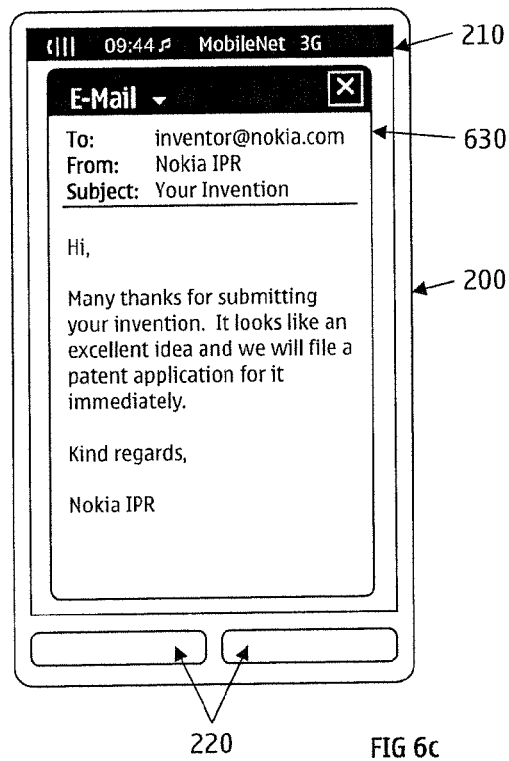 09:44 MobileNet 3G
210
E-Mail
630
To: inventor@nokia.com
From: Nokia IPR
Subject: Your Invention
Hi,
200
Many thanks for submitting
your invention. It looks like an
excellent idea and we will file a
patent application for it
immediately.
Kind regards,
Nokia IPR
220
FIG 6c